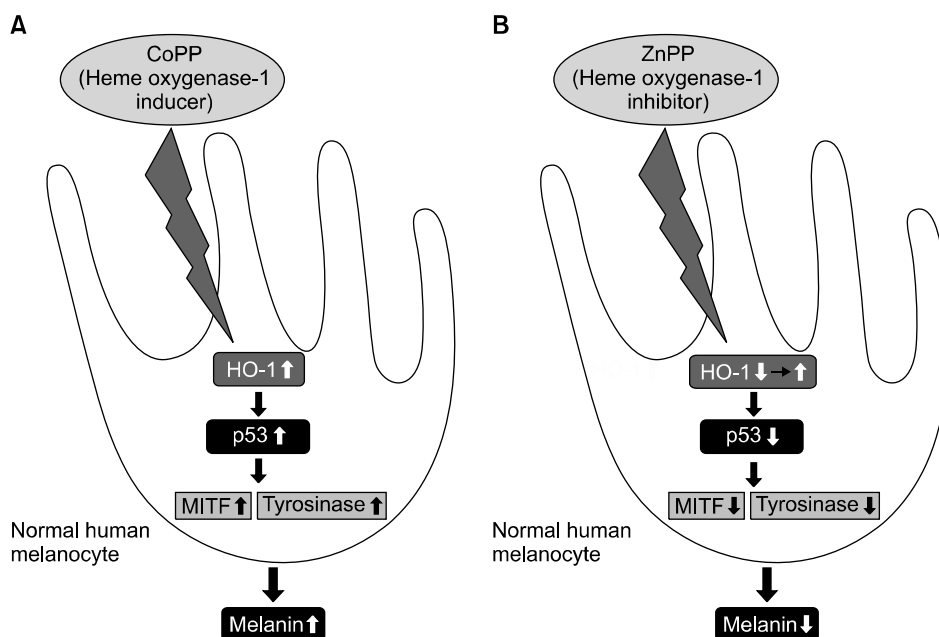 A
CoPP
(Heme oxygenase-1
inducer)
HO-1 ⬆
p53 ⬆
MITF ⬆
Tyrosinase ⬆
Normal human
melanocyte
Melanin ⬆
B
ZnPP
(Heme oxygenase-1
inhibitor)
HO-1 ⬇→⬆
p53 ⬇
MITF ⬇
Tyrosinase ⬇
Normal human
melanocyte
Melanin ⬇